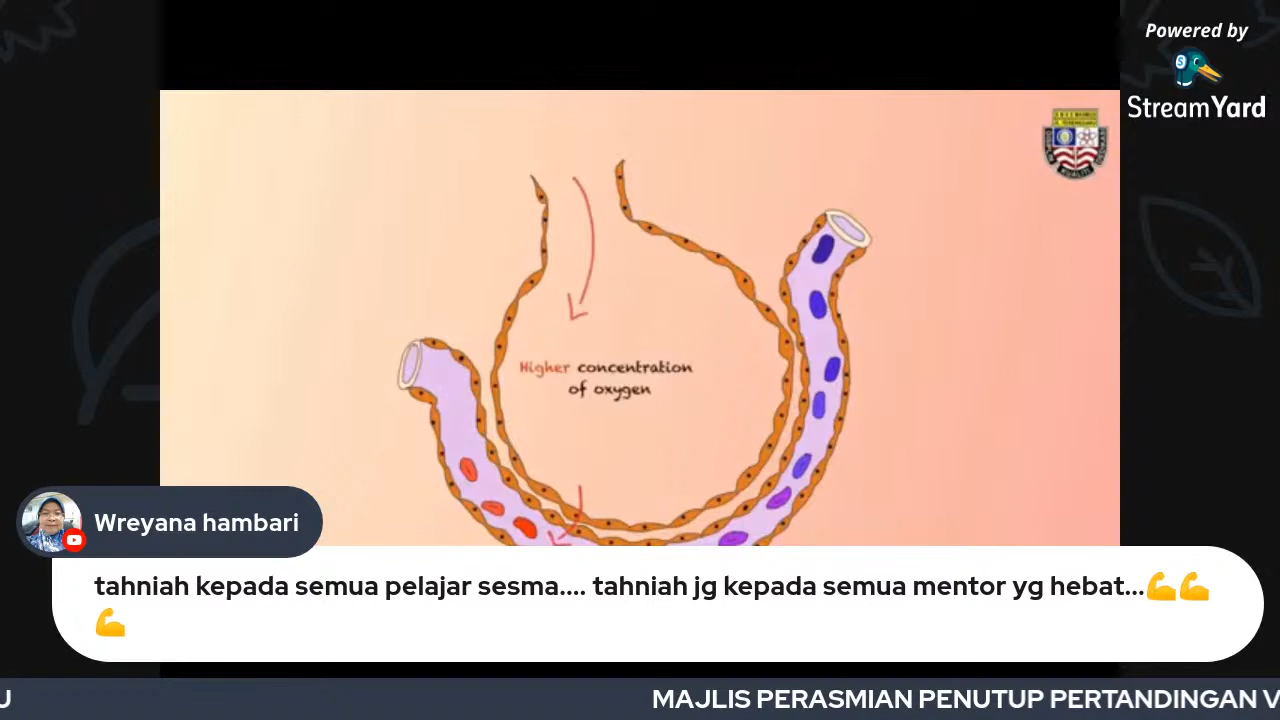 Powered by
StreamYard
Higher concentration
of oxygen
Wreyana hambari
tahniah kepada semua pelajar sesma.... tahniah jg kepada semua mentor yg hebat...💪💪
💪
U
MAJLIS PERASMIAN PENUTUP PERTANDINGAN V